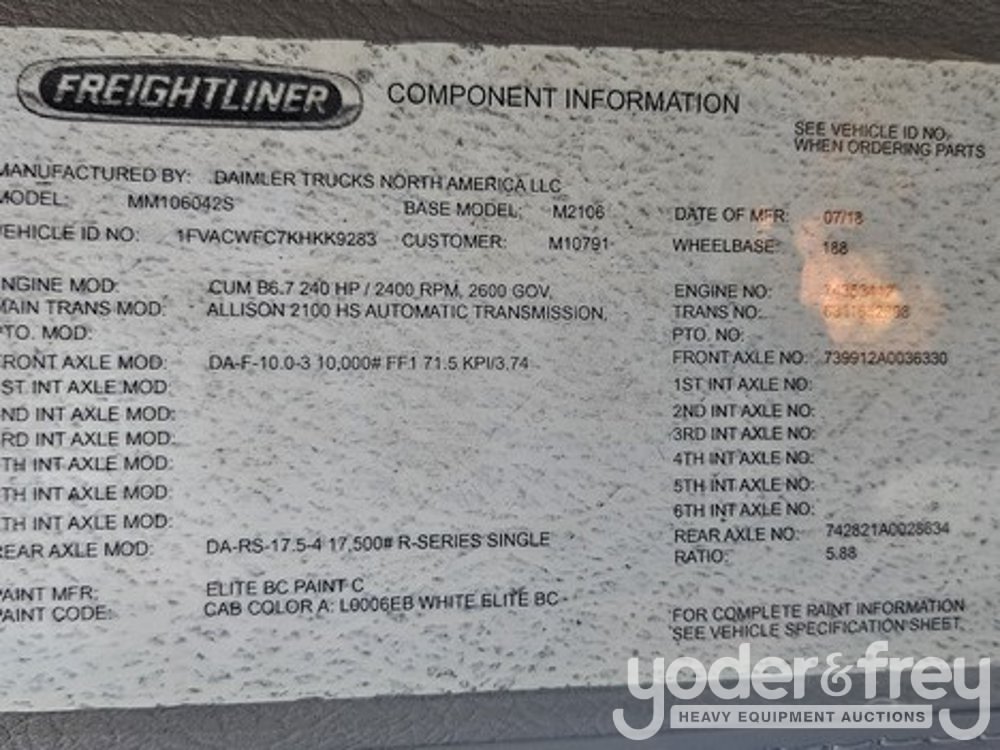 FREIGHTLINER® COMPONENT INFORMATION
SEE VEHICLE ID NO.
WHEN ORDERING PARTS
MANUFACTURED BY: DAIMLER TRUCKS NORTH AMERICA LLC
MODEL: MM106042S BASE MODEL: M2106 DATE OF MFR: 07/18
VEHICLE ID NO: 1FVACWFC7KHKK9283 CUSTOMER: M10791 WHEELBASE: 188
ENGINE MOD: CUM B6.7 240 HP / 2400 RPM, 2600 GOV, ENGINE NO:
MAIN TRANS MOD: ALLISON 2100 HS AUTOMATIC TRANSMISSION, TRANS NO:
PTO. MOD: PTO. NO:
FRONT AXLE MOD: DA-F-10.0-3 10,000# FF1 71.5 KPI/3.74 FRONT AXLE NO: 739912A0036330
ST INT AXLE MOD: 1ST INT AXLE NO:
ND INT AXLE MOD: 2ND INT AXLE NO:
RD INT AXLE MOD: 3RD INT AXLE NO:
TH INT AXLE MOD: 4TH INT AXLE NO:
TH INT AXLE MOD: 5TH INT AXLE NO:
TH INT AXLE MOD: 6TH INT AXLE NO:
REAR AXLE MOD: DA-RS-17.5-4 17,500# R-SERIES SINGLE REAR AXLE NO: 742821A0028634
RATIO: 5.88
PAINT MFR: ELITE BC PAINT C
PAINT CODE: CAB COLOR A: L0006EB WHITE ELITE BC
FOR COMPLETE PAINT INFORMATION
SEE VEHICLE SPECIFICATION SHEET.
yoder&frey
HEAVY EQUIPMENT AUCTIONS